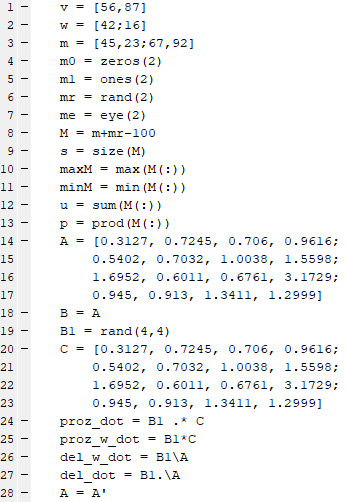 1 - v = [56,87]
2 - w = [42;16]
3 - m = [45,23;67,92]
4 - m0 = zeros(2)
5 - m1 = ones(2)
6 - mr = rand(2)
7 - me = eye(2)
8 - M = m+mr-100
9 - s = size(M)
10 - maxM = max(M(:))
11 - minM = min(M(:))
12 - u = sum(M(:))
13 - p = prod(M(:))
14 - A = [0.3127, 0.7245, 0.706, 0.9616;
15 0.5402, 0.7032, 1.0038, 1.5598;
16 1.6952, 0.6011, 0.6761, 3.1729;
17 0.945, 0.913, 1.3411, 1.2999]
18 - B = A
19 - B1 = rand(4,4)
20 - C = [0.3127, 0.7245, 0.706, 0.9616;
21 0.5402, 0.7032, 1.0038, 1.5598;
22 1.6952, 0.6011, 0.6761, 3.1729;
23 0.945, 0.913, 1.3411, 1.2999]
24 - proz_dot = B1 .* C
25 - proz_w_dot = B1*C
26 - del_w_dot = B1\A
27 - del_dot = B1.\A
28 - A = A'